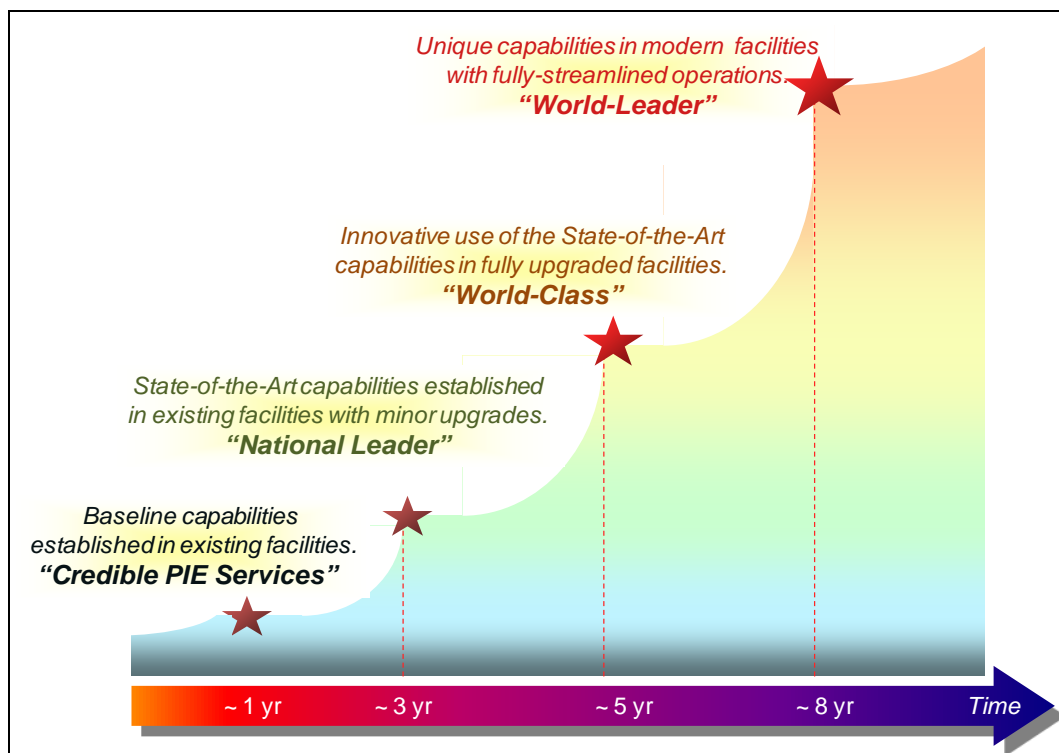 Unique capabilities in modern facilities
with fully-streamlined operations.
“World-Leader”
Innovative use of the State-of-the-Art
capabilities in fully upgraded facilities.
“World-Class”
State-of-the-Art capabilities established
in existing facilities with minor upgrades.
“National Leader”
Baseline capabilities
established in existing facilities.
“Credible PIE Services”
~ 1 yr ~ 3 yr ~ 5 yr ~ 8 yr Time